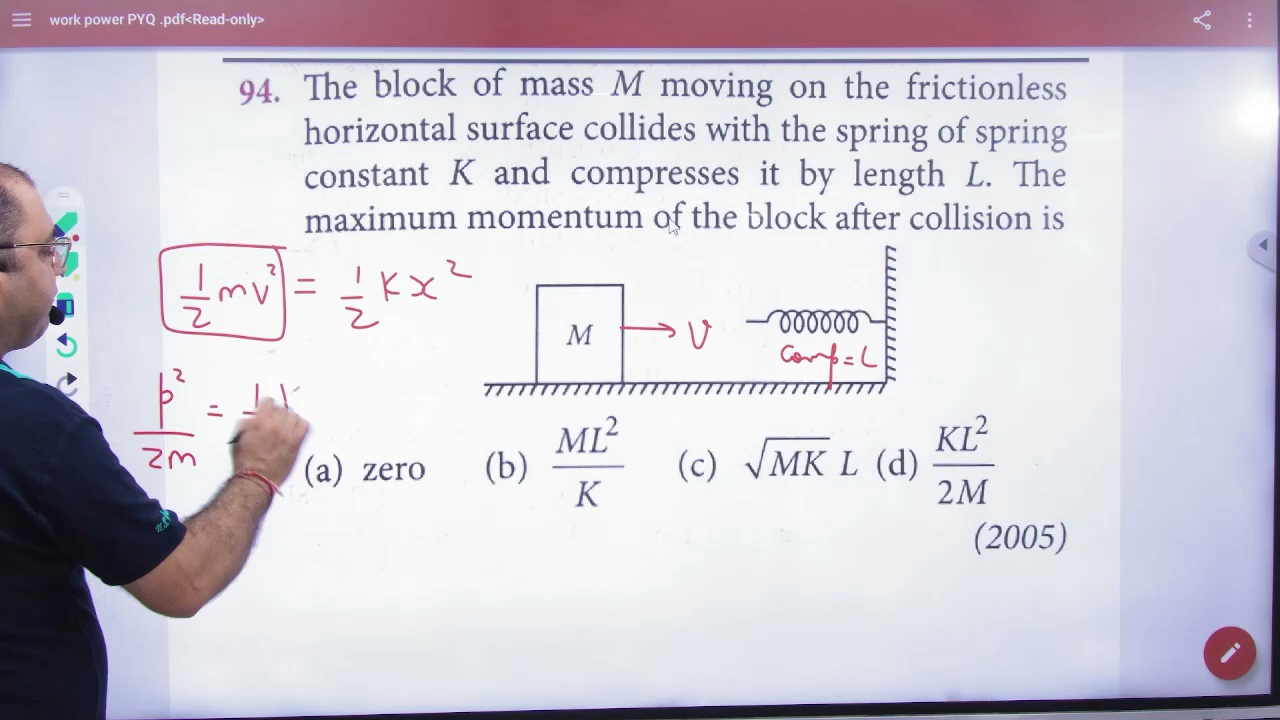 work power PYQ .pdf<Read-only>
94. The block of mass M moving on the frictionless
horizontal surface collides with the spring of spring
constant K and compresses it by length L. The
maximum momentum of the block after collision is
1/2 mv² = 1/2 K x²
M → V
Comp = L
p²/2m = 1
(a) zero (b) ML²/K (c) √MK L (d) KL²/2M
(2005)